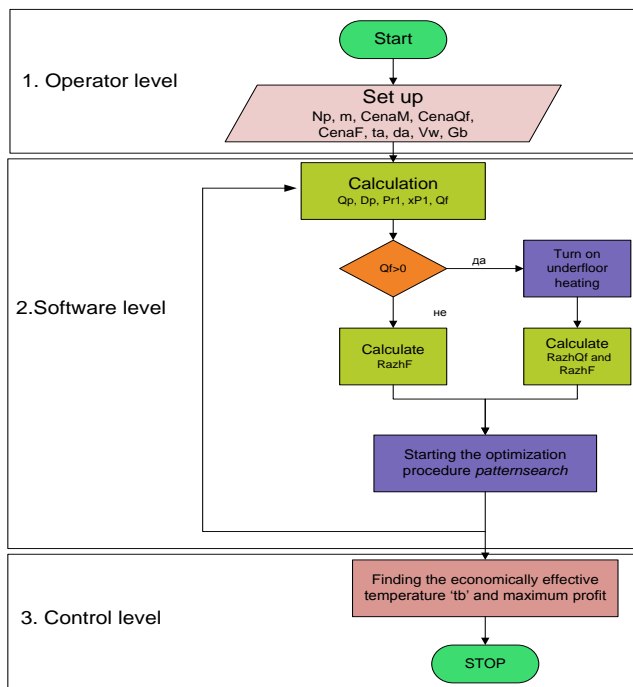 Start
1. Operator level
Set up
Np, m, CenaM, CenaQf,
CenaF, ta, da, Vw, Gb
Calculation
Qp, Dp, Pr1, xP1, Qf
Qf>0
да
Turn on
underfloor
heating
2.Software level
не
Calculate
RazhF
Calculate
RazhQf and
RazhF
Starting the optimization
procedure patternsearch
Finding the economically effective
temperature ‘tb’ and maximum profit
3. Control level
STOP